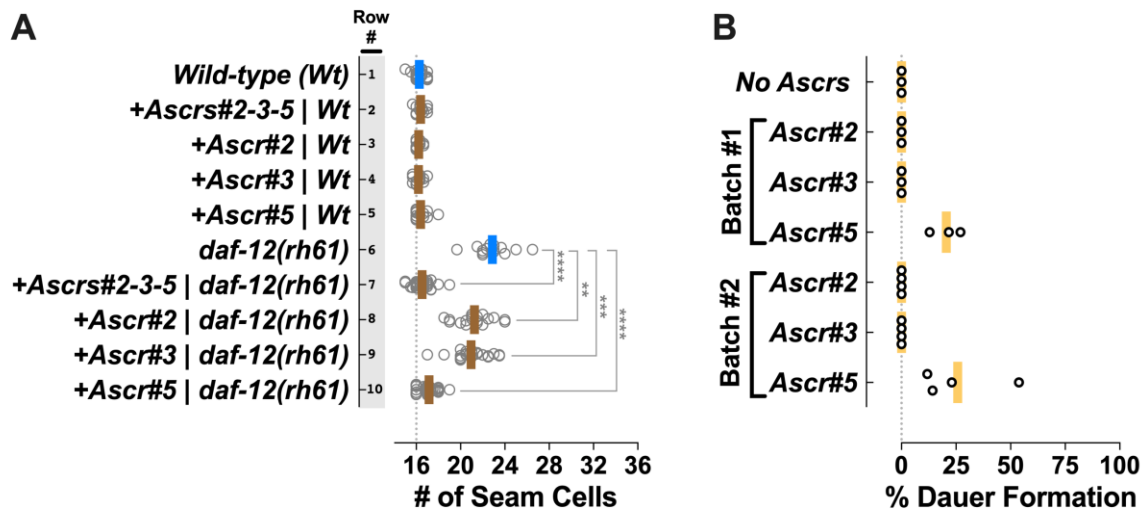 A
Row
#
Wild-type (Wt) 1
+Ascrs#2-3-5 | Wt 2
+Ascr#2 | Wt 3
+Ascr#3 | Wt 4
+Ascr#5 | Wt 5
daf-12(rh61) 6
+Ascrs#2-3-5 | daf-12(rh61) 7
+Ascr#2 | daf-12(rh61) 8
+Ascr#3 | daf-12(rh61) 9
+Ascr#5 | daf-12(rh61) 10
****
**
***
****
16 20 24 28 32 36
# of Seam Cells
B
No Ascrs
Batch #1
Ascr#2
Ascr#3
Ascr#5
Batch #2
Ascr#2
Ascr#3
Ascr#5
0 25 50 75 100
% Dauer Formation